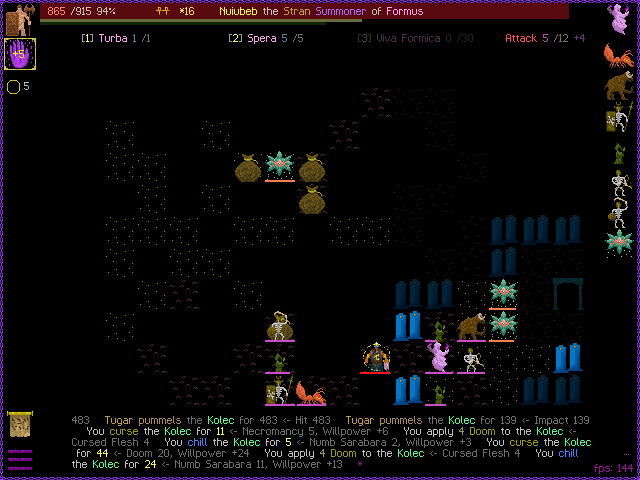 865 /915 94% *16 Nuiubeb the Stran Summoner of Formus
+5 [1] Turba 1 /1 [2] Spera 5 /5 [3] Viva Formica 0 /30 Attack 5 /12 +4
5
483 Tugar pummels the Kolec for 483 <- Hit 483 Tugar pummels the Kolec for 139 <- Impact 139
You curse the Kolec for 11 <- Necromancy 5, Willpower +6 You apply 4 Doom to the Kolec <-
Cursed Flesh 4 You chill the Kolec for 5 <- Numb Sarabara 2, Willpower +3 You curse the Kolec
for 44 <- Doom 20, Willpower +24 You apply 4 Doom to the Kolec <- Cursed Flesh 4 You chill ...
the Kolec for 24 <- Numb Sarabara 11, Willpower +13 * fps: 144